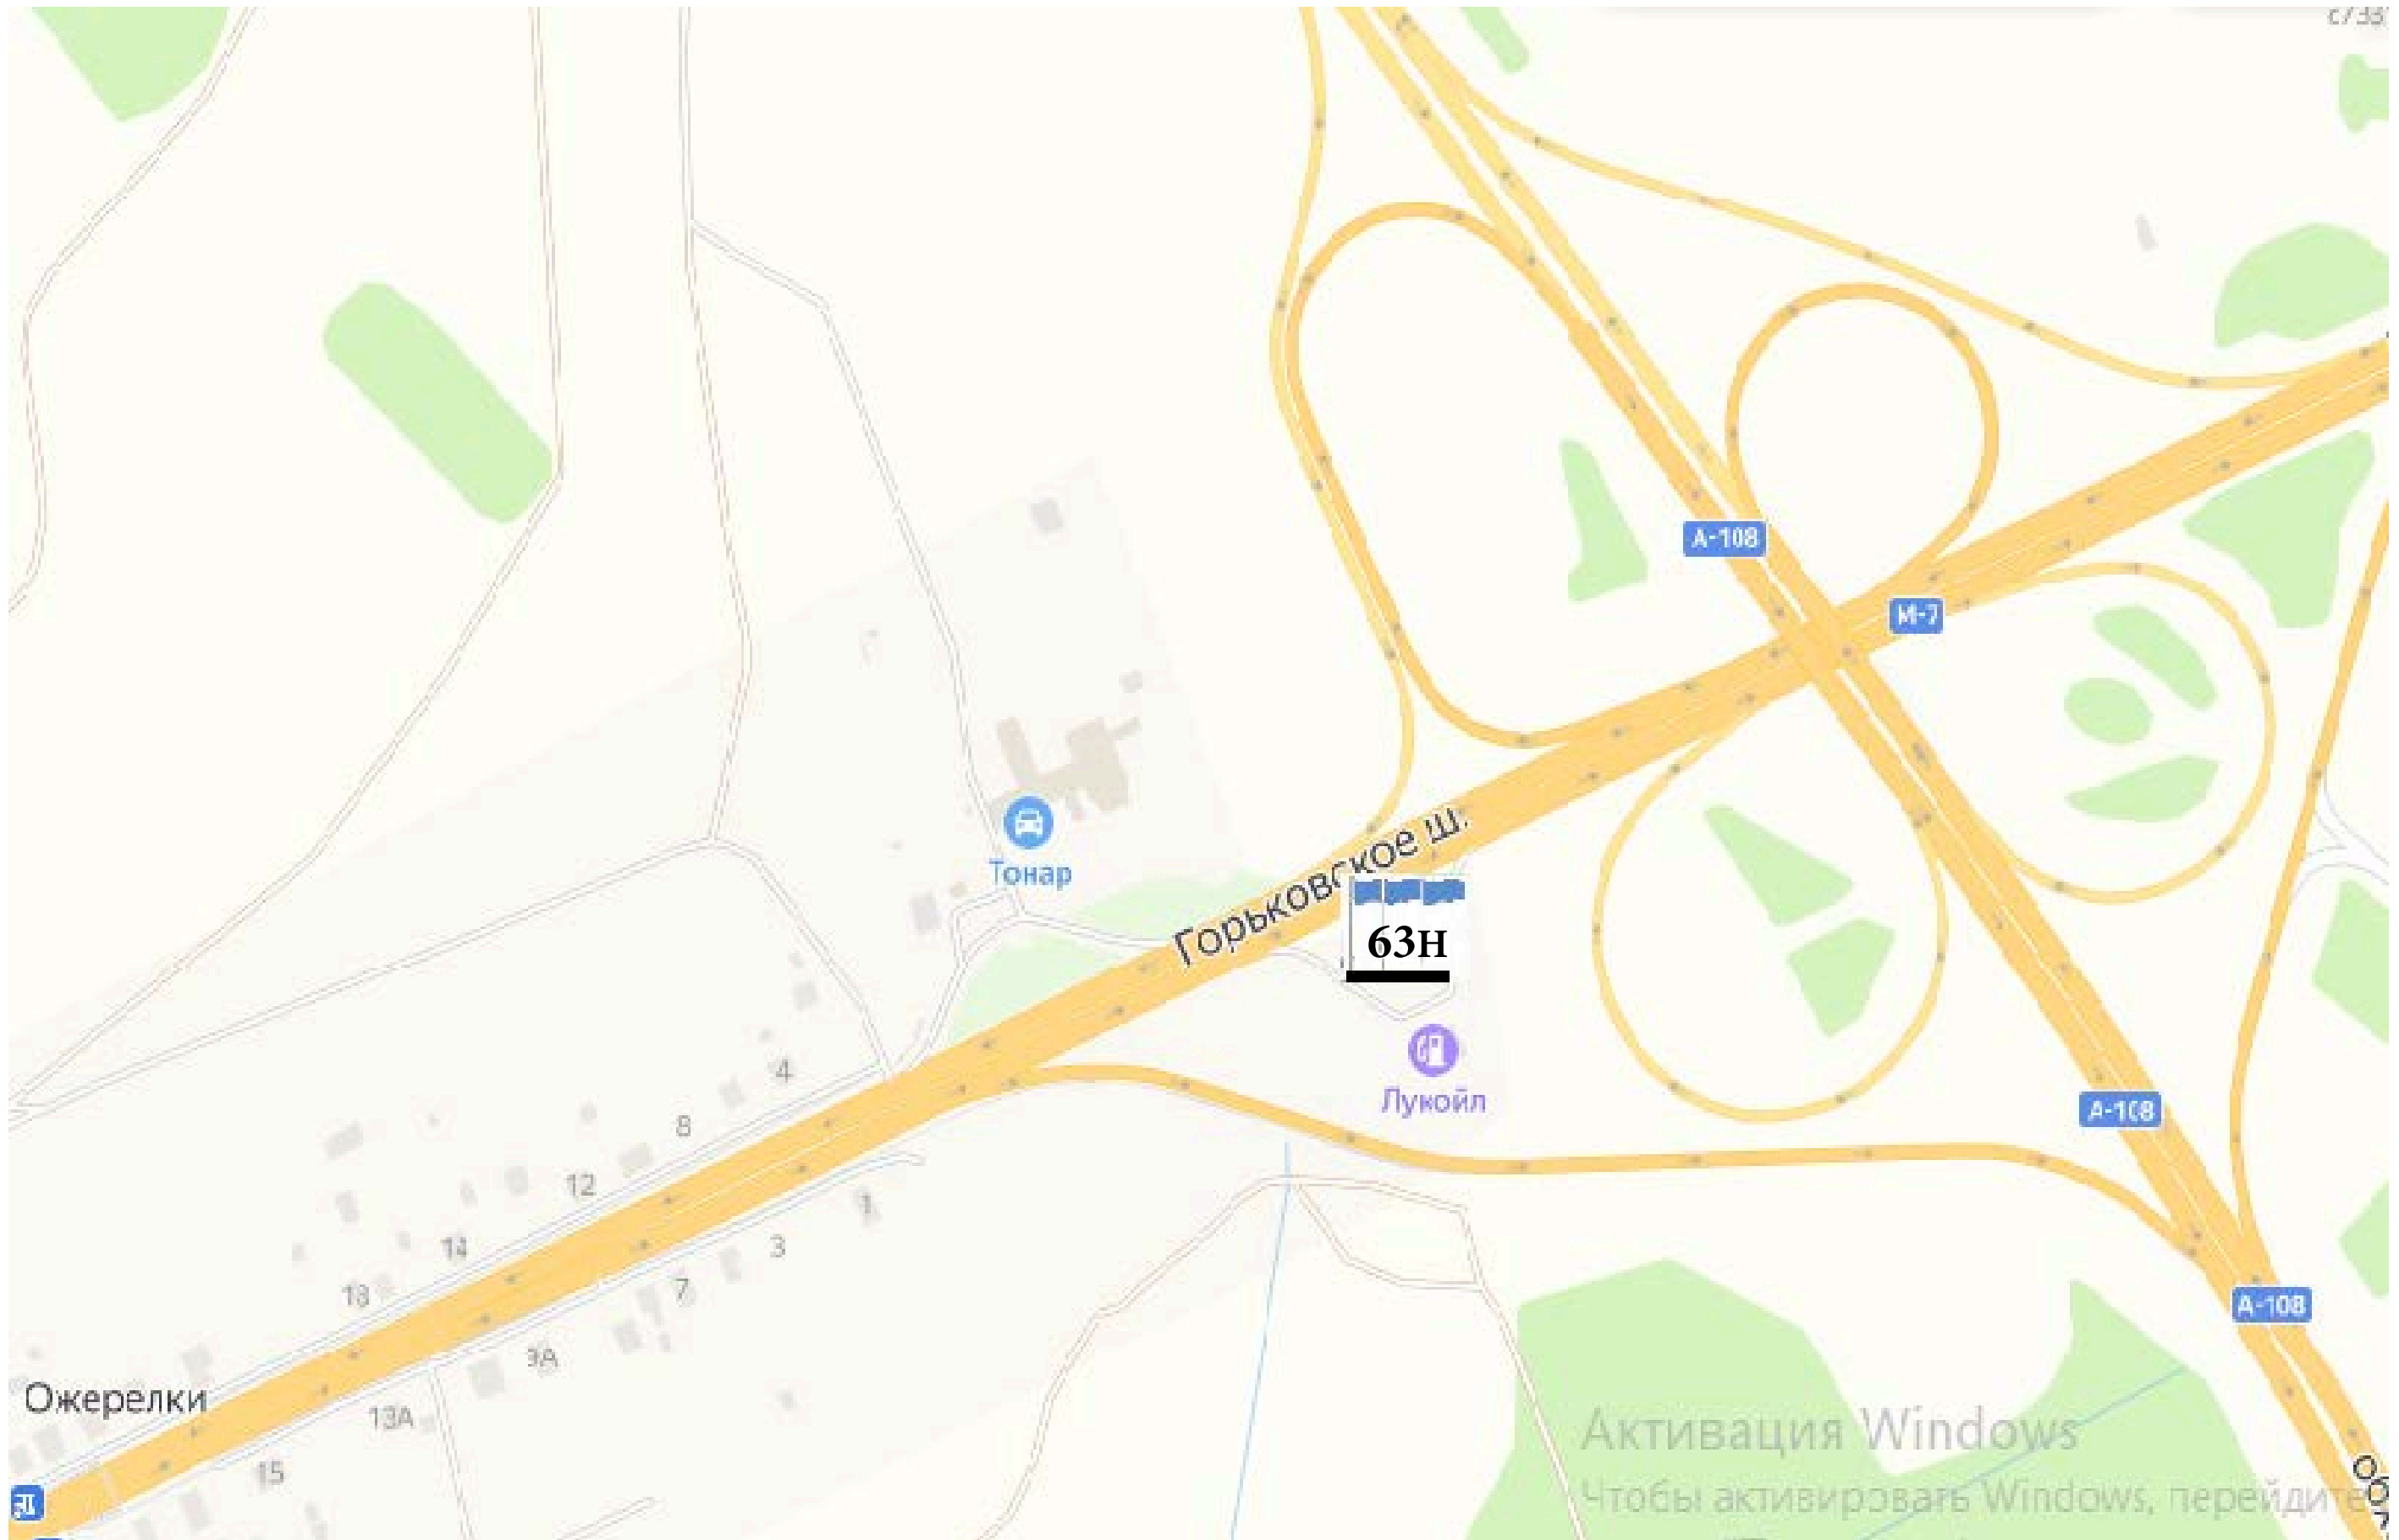 А-108
М-7
Тонар
Горьковское ш.
63Н
4
Лукойл
8
А-108
12
1
14
3
7
18
А-108
9А
Ожерелки
13А
15
Активация Windows
Чтобы активировать Windows, перейдите